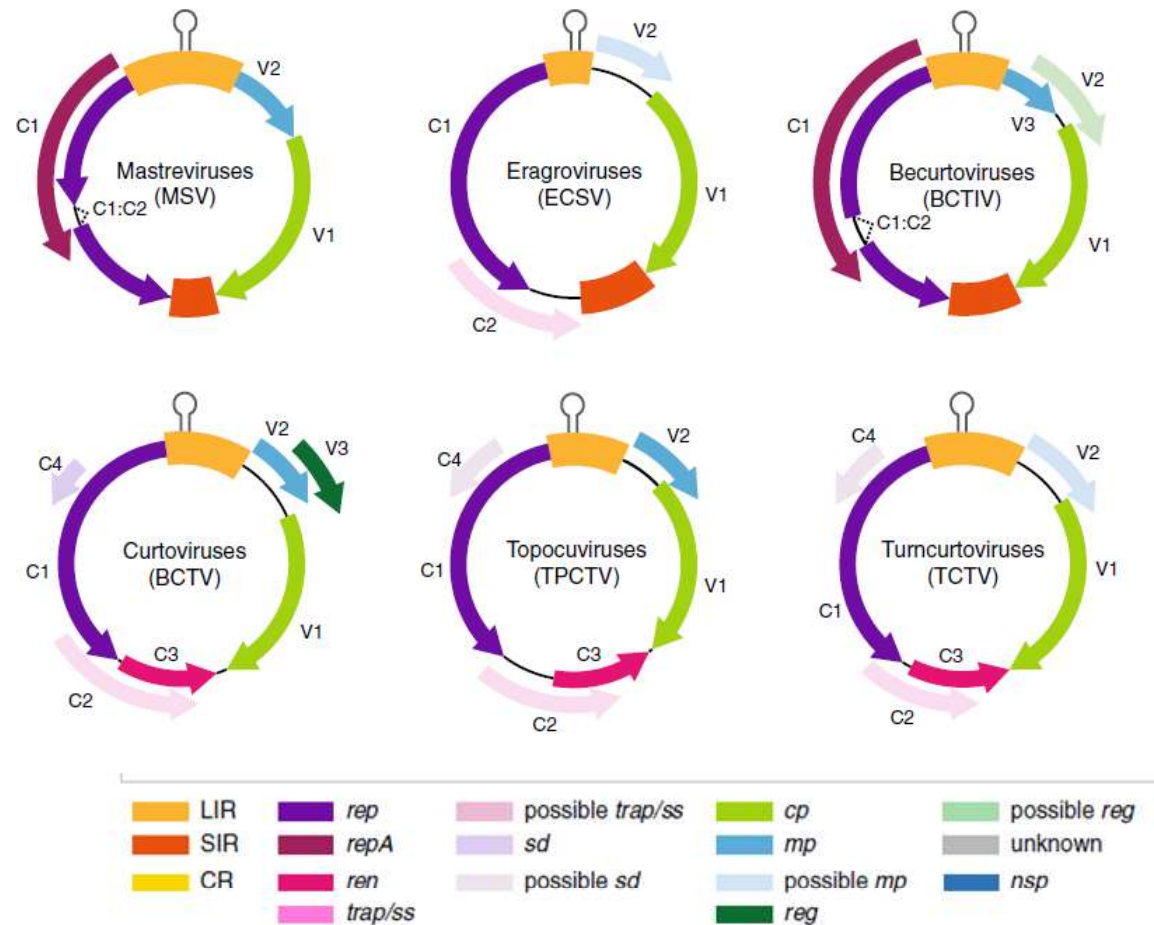 V2
C1
Mastreviruses
(MSV)
C1:C2
V1
V2
C1
Eragroviruses
(ECSV)
V1
C2
V2
C1
V3
Becurtoviruses
(BCTIV)
C1:C2
V1
V2
V3
C4
Curtoviruses
(BCTV)
C1
V1
C3
C2
V2
C4
Topocuviruses
(TPCTV)
C1
V1
C3
C2
C4
V2
Turncurtoviruses
(TCTV)
V1
C1
C3
C2
LIR
SIR
CR
rep
repA
ren
trap/ss
possible trap/ss
sd
possible sd
cp
mp
possible mp
reg
possible reg
unknown
nsp